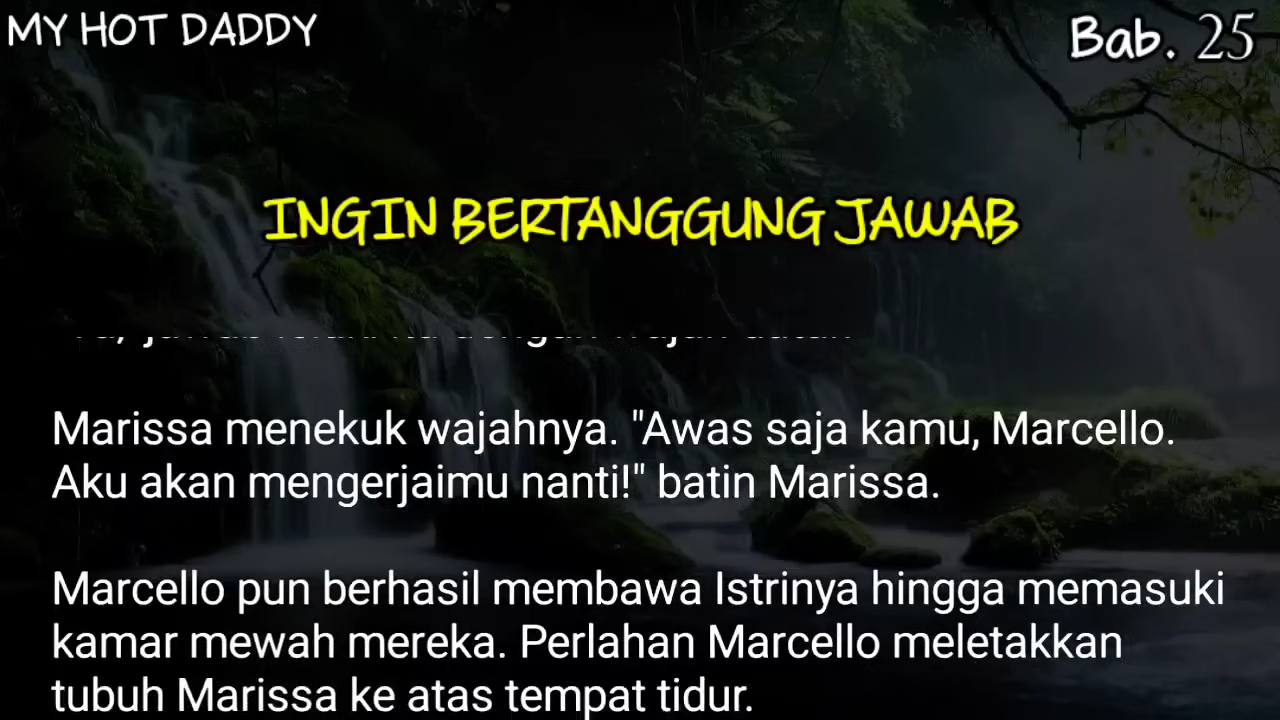 MY HOT DADDY
Bab. 25
INGIN BERTANGGUNG JAWAB
Marissa menekuk wajahnya. "Awas saja kamu, Marcello.
Aku akan mengerjaimu nanti!" batin Marissa.
Marcello pun berhasil membawa Istrinya hingga memasuki
kamar mewah mereka. Perlahan Marcello meletakkan
tubuh Marissa ke atas tempat tidur.